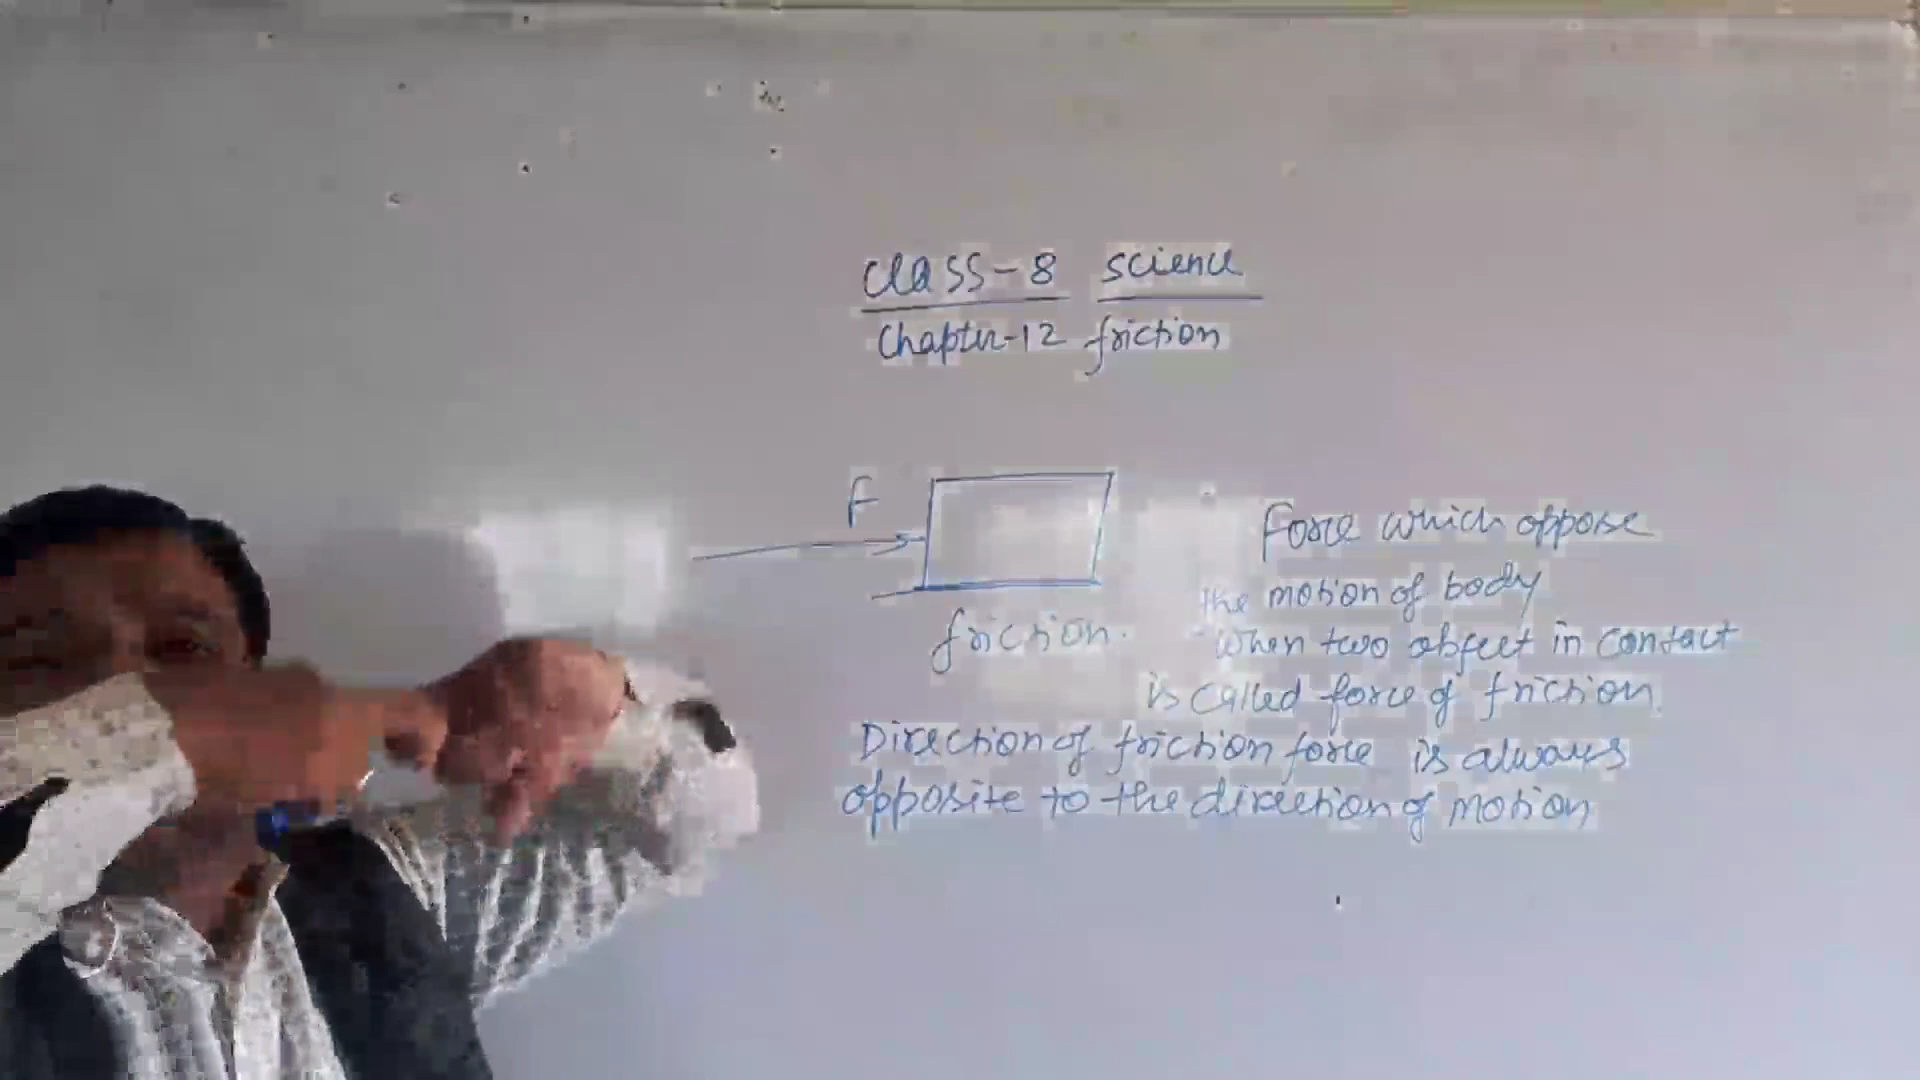 Class-8 science
Chapter-12 friction
F
Force which oppose
the motion of body
friction.
when two object in contact
is called force of friction.
Direction of friction force is always
opposite to the direction of motion